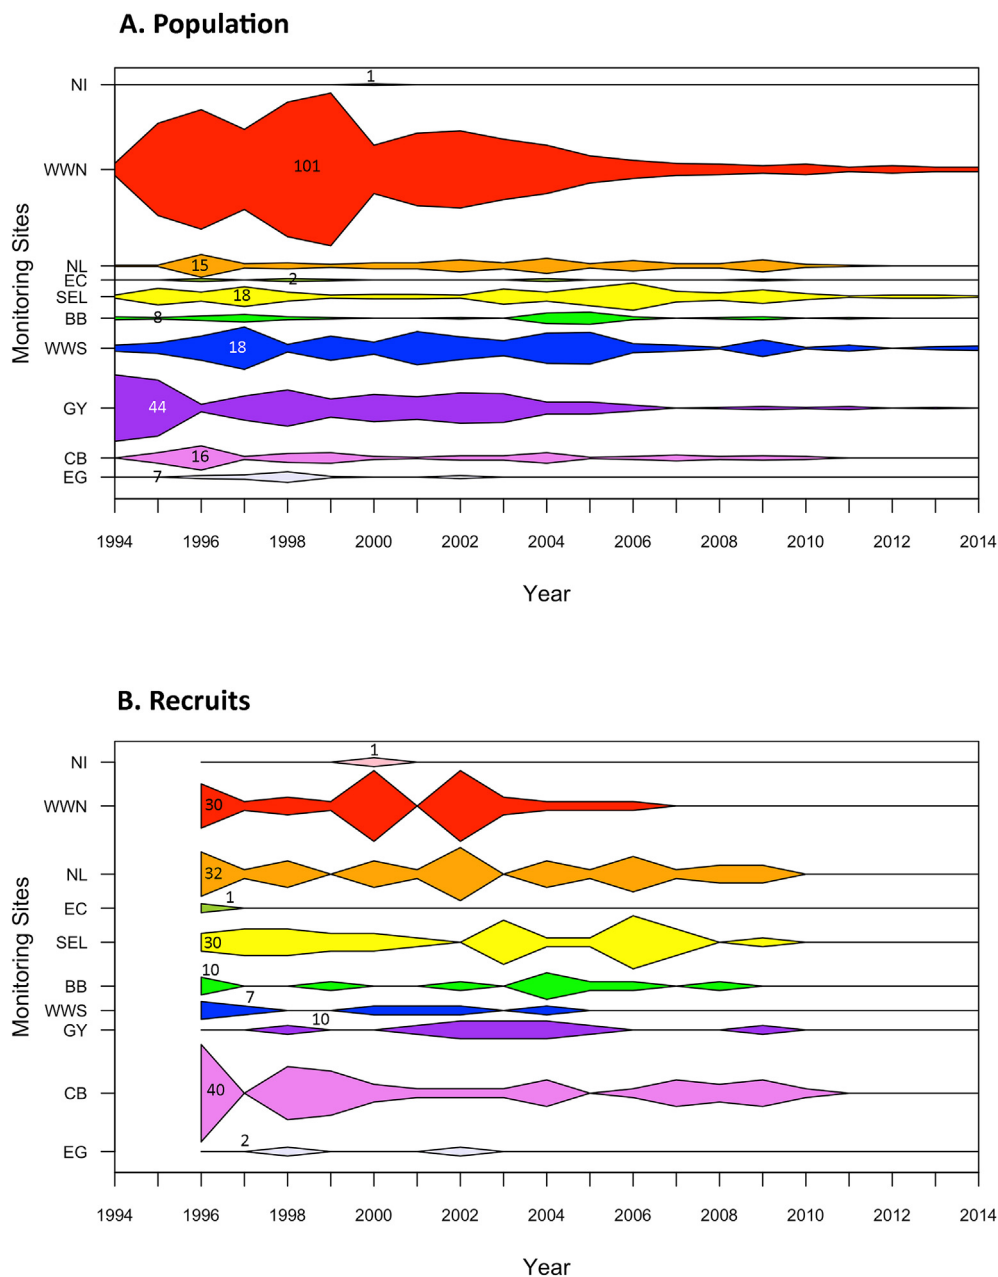 A. Population
NI
1
WWN
101
NL
15
EC
2
SEL
18
BB
8
WWS
18
GY
44
CB
16
EG
7
Monitoring Sites
1994 1996 1998 2000 2002 2004 2006 2008 2010 2012 2014
Year
B. Recruits
NI
1
WWN
30
NL
32
EC
1
SEL
30
BB
10
WWS
7
GY
10
CB
40
EG
2
Monitoring Sites
1994 1996 1998 2000 2002 2004 2006 2008 2010 2012 2014
Year